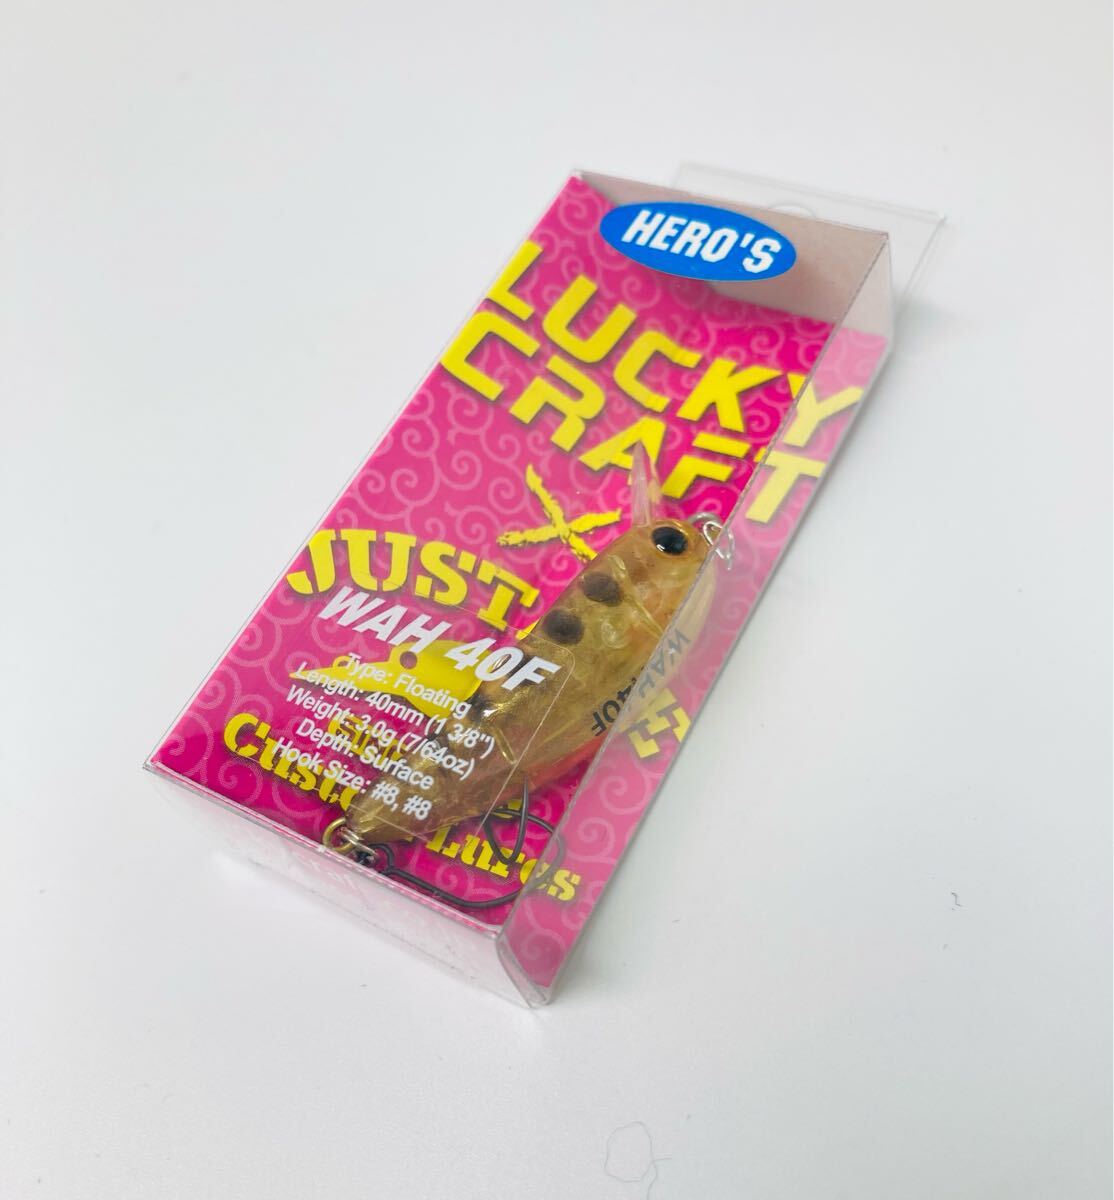 HERO'S
LUCKY
CRAFT
X
JUST.
WAH 40F
Type: Floating
Length: 40mm (1 3/8")
Weight: 3.0g (7/64oz)
Depth: Surface
Hook Size: #8, #8
WAH
40F
Lures